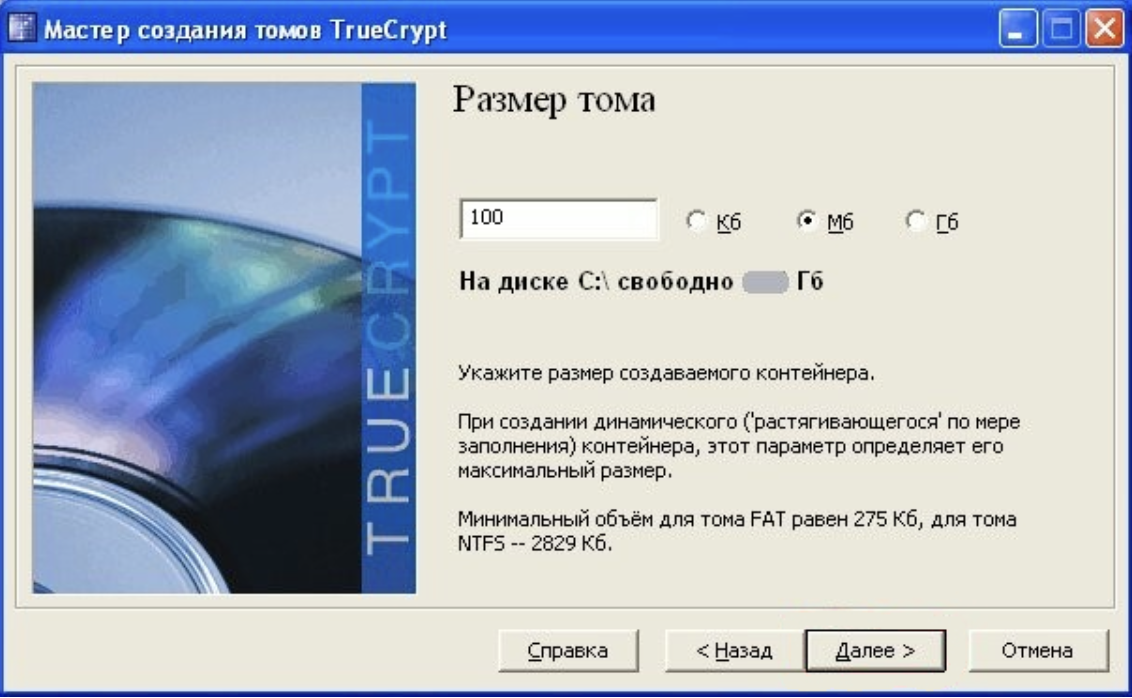 Мастер создания томов TrueCrypt
TRUECRYPT
Размер тома
100 Кб Мб Гб
На диске C:\ свободно Гб
Укажите размер создаваемого контейнера.
При создании динамического ('растягивающегося' по мере
заполнения) контейнера, этот параметр определяет его
максимальный размер.
Минимальный объём для тома FAT равен 275 Кб, для тома
NTFS -- 2829 Кб.
Справка < Назад Далее > Отмена